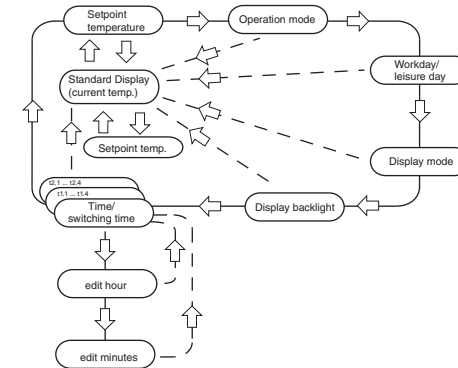 Setpoint
temperature
Operation mode
Workday/
leisure day
Standard Display
(current temp.)
Setpoint temp.
Display mode
t2.1 ... t2.4
t1.1 ... t1.4
Time/
switching time
Display backlight
edit hour
edit minutes